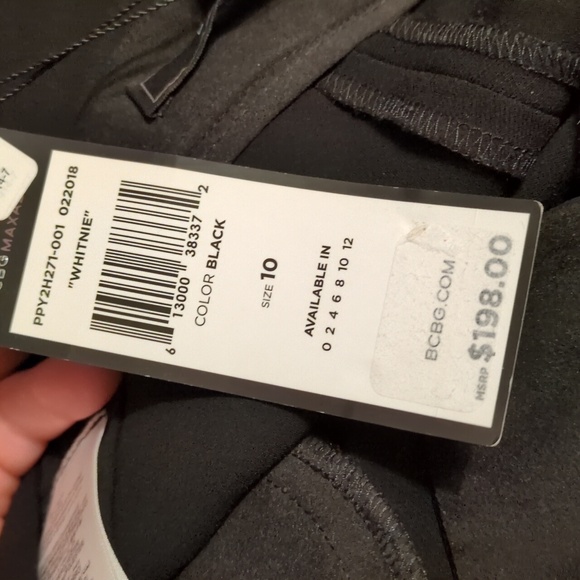 PPY2H271-001 022018
"WHITNIE"
6 13000 38337 2
COLOR BLACK
SIZE 10
AVAILABLE IN
0 2 4 6 8 10 12
BCBG.COM
MSRP $198.00